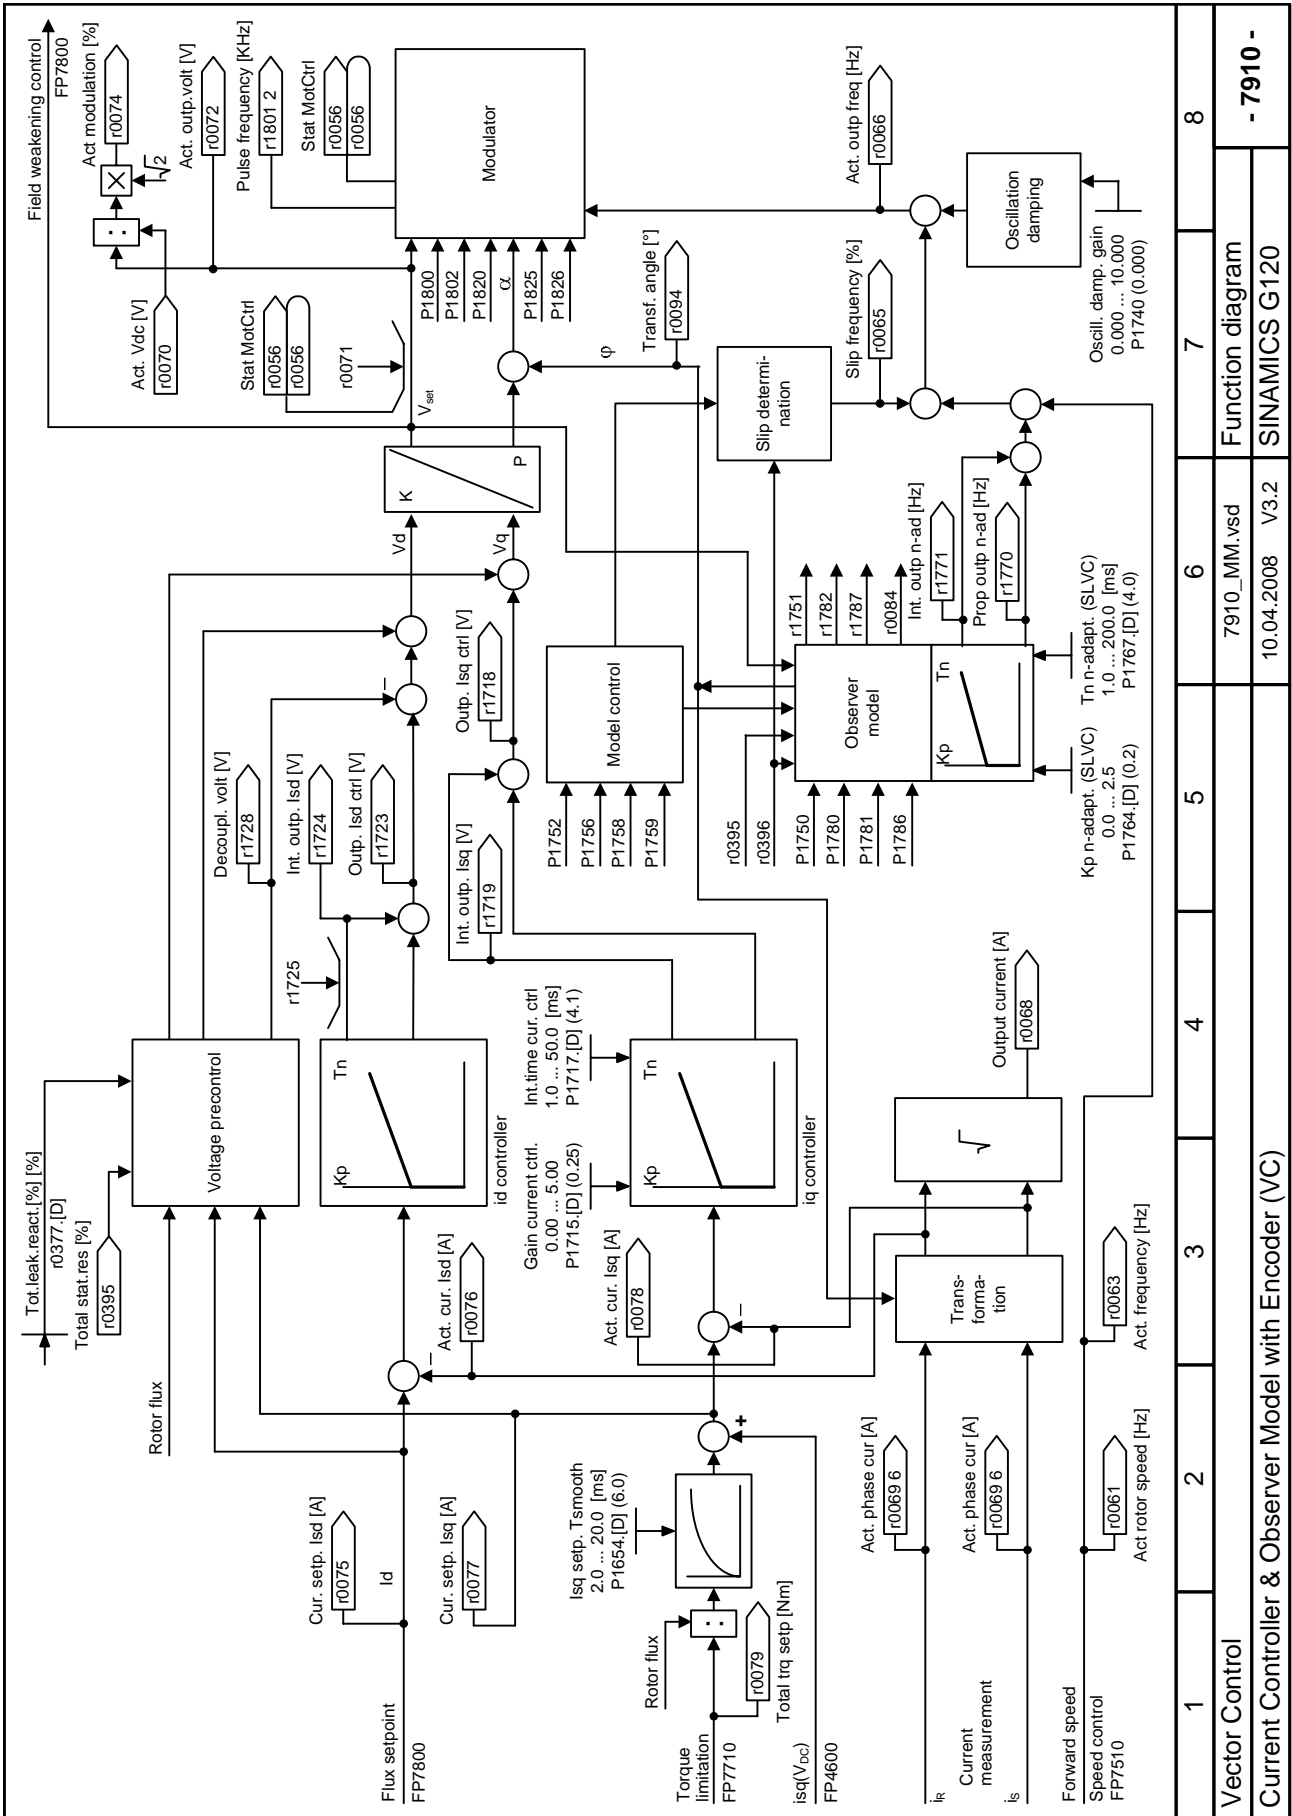 Tot.leak.react.[%] [%]
r0377.[D]
Total stat.res [%]
r0395
Rotor flux
Voltage precontrol
Flux setpoint
FP7800
Cur. setp. Isd [A]
r0075
Id
Cur. setp. Isq [A]
r0077
Act. cur. Isd [A]
r0076
–
Kp
Tn
id controller
r1725
Decoupl. volt [V]
r1728
Int. outp. Isd [V]
r1724
Outp. Isd ctrl [V]
r1723
–
Vd
Vq
K
P
Vset
Field weakening control
FP7800
Act modulation [%]
r0074
√2
:
Act. Vdc [V]
r0070
Act. outp.volt [V]
r0072
Pulse frequency [KHz]
r1801 2
Stat MotCtrl
r0056
r0056
Stat MotCtrl
r0056
r0056
r0071
P1800
P1802
P1820
α
P1825
P1826
Modulator
Torque
limitation
FP7710
Rotor flux
:
r0079
Total trq setp [Nm]
isq(VDC)
FP4600
Isq setp. Tsmooth
2.0 ... 20.0 [ms]
P1654.[D] (6.0)
+
–
Act. cur. Isq [A]
r0078
Gain current ctrl.
0.00 ... 5.00
P1715.[D] (0.25)
Int.time cur. ctrl
1.0 ... 50.0 [ms]
P1717.[D] (4.1)
Kp
Tn
iq controller
Int. outp. Isq [V]
r1719
Outp. Isq ctrl [V]
r1718
P1752
P1756
P1758
P1759
Model control
r0395
r0396
P1750
P1780
P1781
P1786
Observer
model
Kp
Tn
r1751
r1782
r1787
r0084
Int. outp n-ad [Hz]
r1771
Prop outp n-ad [Hz]
r1770
Kp n-adapt. (SLVC)
0.0 ... 2.5
P1764.[D] (0.2)
Tn n-adapt. (SLVC)
1.0 ... 200.0 [ms]
P1767.[D] (4.0)
Slip determi-
nation
φ
Transf. angle [°]
r0094
Slip frequency [%]
r0065
Act. outp freq [Hz]
r0066
Oscillation
damping
Oscill. damp. gain
0.000 ... 10.000
P1740 (0.000)
iR
Current
measurement
iS
Act. phase cur [A]
r0069 6
Act. phase cur [A]
r0069 6
Trans-
forma-
tion
√
Output current [A]
r0068
Forward speed
Speed control
FP7510
r0061
Act rotor speed [Hz]
r0063
Act. frequency [Hz]
1 2 3 4 5 6 7 8
Vector Control
7910_MM.vsd
Function diagram
- 7910 -
Current Controller & Observer Model with Encoder (VC)
10.04.2008 V3.2
SINAMICS G120